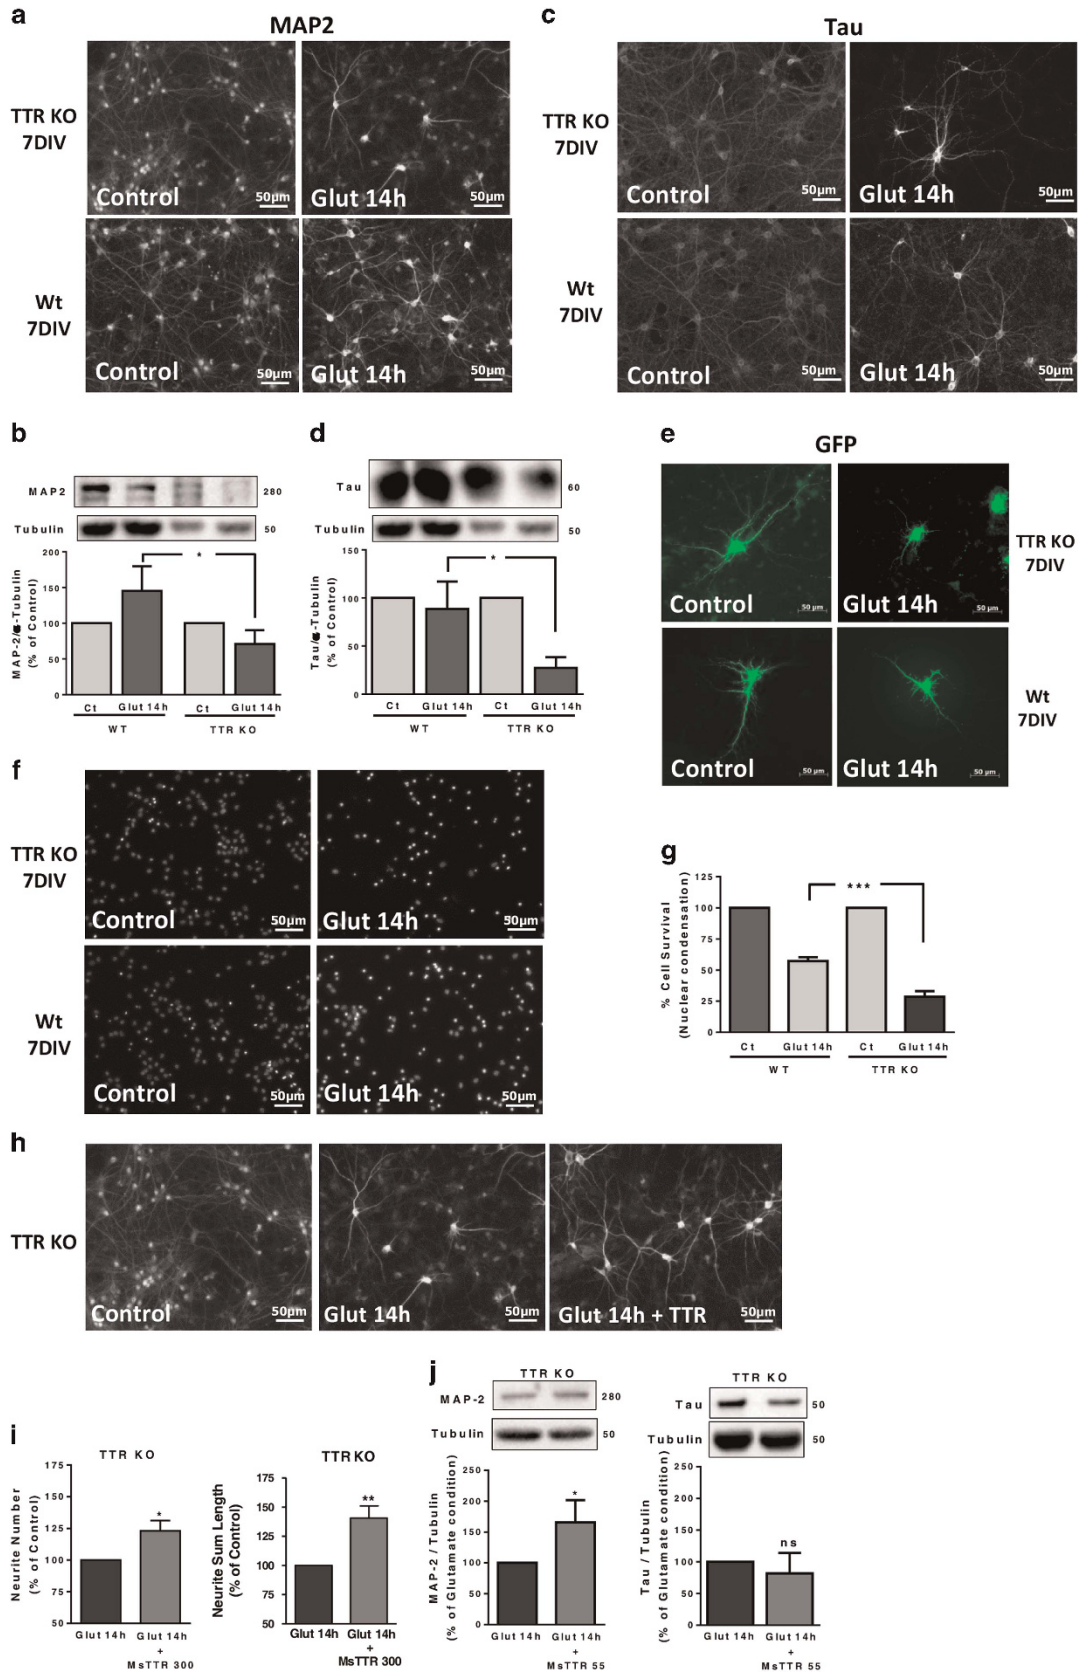 a
MAP2
TTR KO
7DIV
Control
50µm
Glut 14h
50µm
Wt
7DIV
Control
50µm
Glut 14h
50µm
c
Tau
TTR KO
7DIV
Control
50µm
Glut 14h
50µm
Wt
7DIV
Control
50µm
Glut 14h
50µm
b
MAP2
280
Tubulin
50
MAP-2/α-Tubulin
(% of Control)
200
150
100
50
0
*
Ct
Glut 14h
Ct
Glut 14h
WT
TTR KO
d
Tau
60
Tubulin
50
Tau/α-Tubulin
(% of Control)
150
100
50
0
*
Ct
Glut 14h
Ct
Glut 14h
WT
TTR KO
e
GFP
Control
50 µm
Glut 14h
50 µm
TTR KO
7DIV
Control
50 µm
Glut 14h
50 µm
Wt
7DIV
f
TTR KO
7DIV
Control
50µm
Glut 14h
50µm
Wt
7DIV
Control
50µm
Glut 14h
50µm
g
% Cell Survival
(Nuclear condensation)
125
100
75
50
25
0
***
Ct
Glut 14h
Ct
Glut 14h
WT
TTR KO
h
TTR KO
Control
50µm
Glut 14h
50µm
Glut 14h + TTR
50µm
i
TTR KO
Neurite Number
(% of Control)
175
150
125
100
75
50
*
Glut 14h
Glut 14h
+
MsTTR 300
TTR KO
Neurite Sum Length
(% of Control)
175
150
125
100
75
50
**
Glut 14h
Glut 14h
+
MsTTR 300
j
TTR KO
MAP-2
280
Tubulin
50
MAP-2 / Tubulin
(% of Glutamate condition)
250
200
150
100
50
0
*
Glut 14h
Glut 14h
+
MsTTR 55
TTR KO
Tau
50
Tubulin
50
Tau / Tubulin
(% of Glutamate condition)
250
200
150
100
50
0
ns
Glut 14h
Glut 14h
+
MsTTR 55